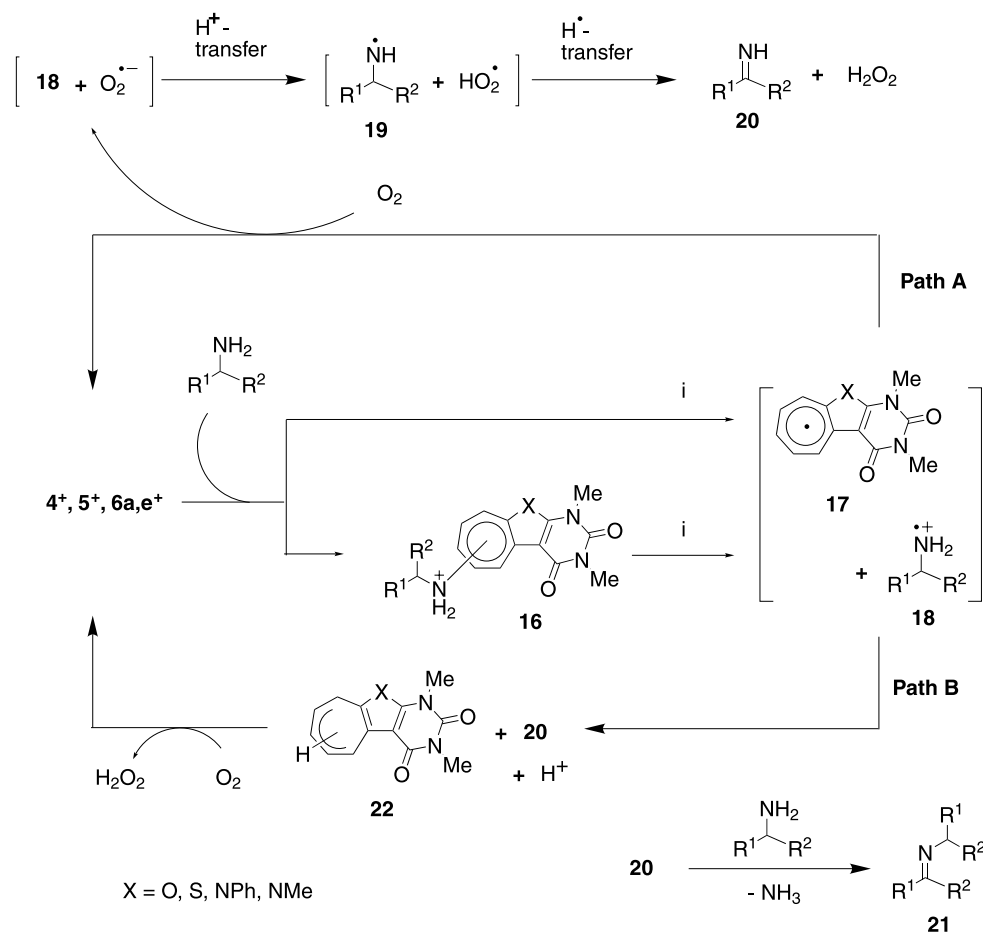 H+-
transfer
H•-
transfer
[ 18 + O2•− ]
[ •NH R1 R2 + HO2• ]
NH R1 R2 + H2O2
19
20
O2
Path A
NH2
R1 R2
i
X Me
N
O
N
O Me
17
4+, 5+, 6a,e+
X Me
N
O
N
O Me
R2
R1 N+
H2
16
i
•+
NH2
+ R1 R2
18
Path B
X Me
N
O
N
O Me
H
+ 20
+ H+
22
H2O2 O2
NH2
R1 R2
20
- NH3
R1
N R2
R1 R2
21
X = O, S, NPh, NMe